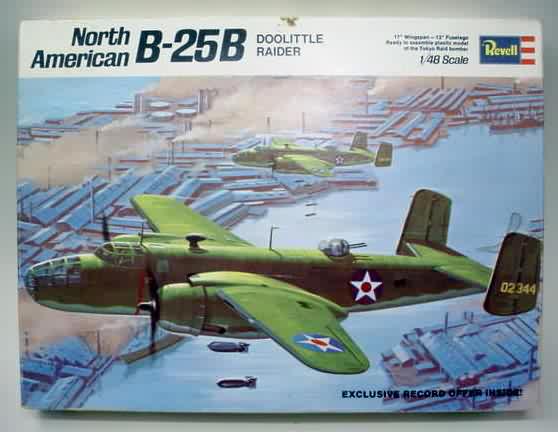 North
American
B-25B
DOOLITTLE
RAIDER
17" Wingspan – 13" Fuselage
Ready to assemble plastic model
of the Tokyo Raid bomber
1/48 Scale
Revell
02344
EXCLUSIVE RECORD OFFER INSIDE!